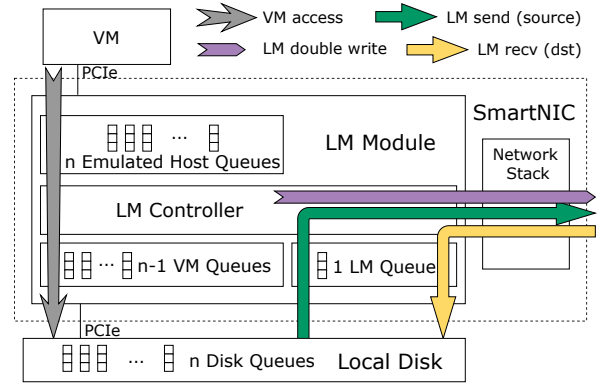 VM
VM access
LM send (source)
LM double write
LM recv (dst)
PCIe
SmartNIC
LM Module
...
n Emulated Host Queues
Network
Stack
LM Controller
... n-1 VM Queues
1 LM Queue
PCIe
... n Disk Queues
Local Disk